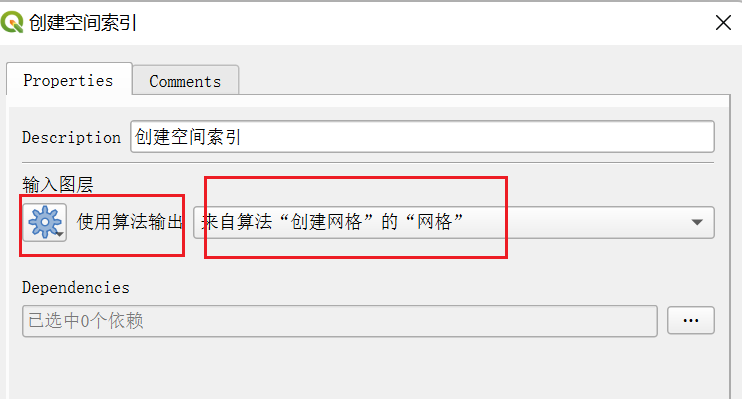 创建空间索引
Properties Comments
Description 创建空间索引
输入图层
使用算法输出 来自算法“创建网格”的“网格”
Dependencies
已选中0个依赖 ...